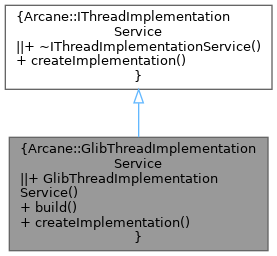 {Arcane::IThreadImplementation
Service
||+ ~IThreadImplementationService()
+ createImplementation()
}
{Arcane::GlibThreadImplementation
Service
||+ GlibThreadImplementation
Service()
+ build()
+ createImplementation()
}